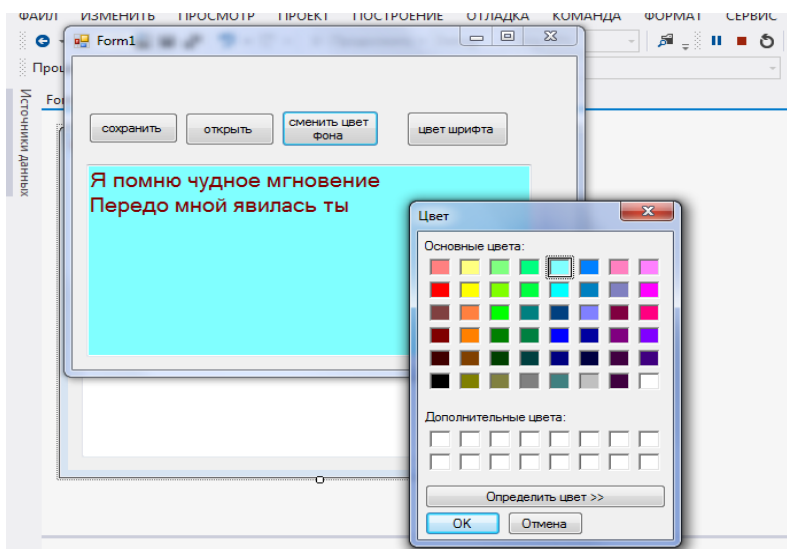 ФАЙЛ ИЗМЕНИТЬ ПРОСМОТР ПРОЕКТ ПОСТРОЕНИЕ ОТЛАДКА КОМАНДА ФОРМАТ СЕРВИС
Form1
Источники данных
сохранить
открыть
сменить цвет
фона
цвет шрифта
Я помню чудное мгновение
Передо мной явилась ты
Цвет
Основные цвета:
Дополнительные цвета:
Определить цвет >>
OK Отмена